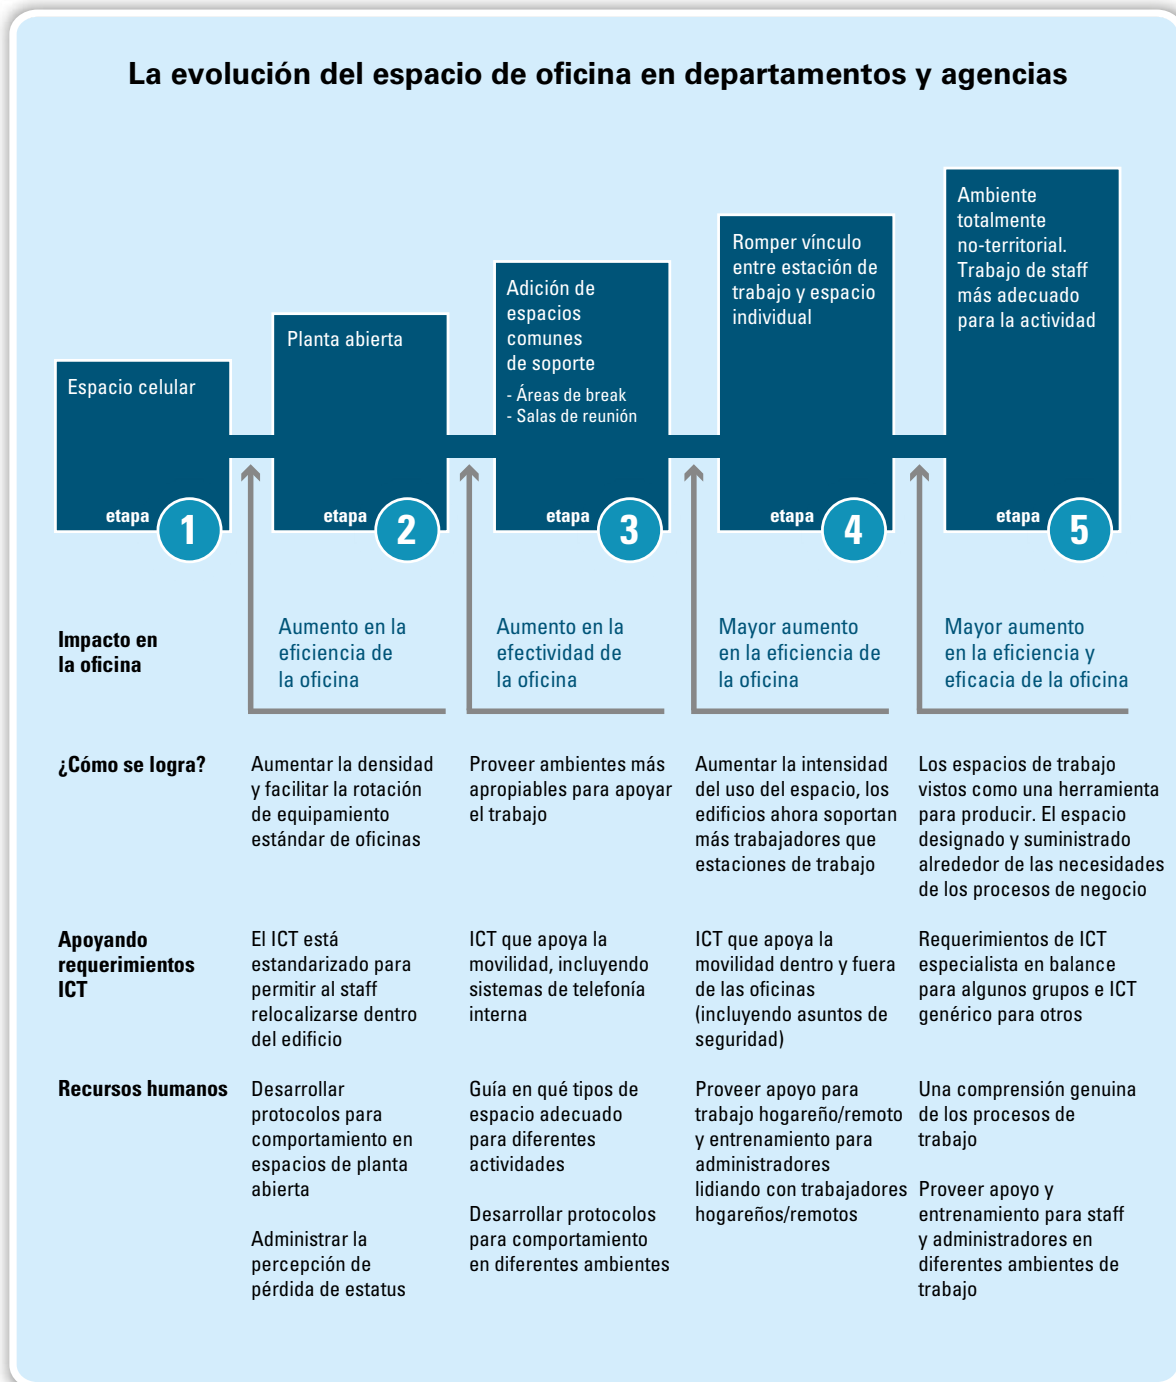 La evolución del espacio de oficina en departamentos y agencias
Espacio celular
etapa 1
Planta abierta
etapa 2
Adición de
espacios
comunes
de soporte
- Áreas de break
- Salas de reunión
etapa 3
Romper vínculo
entre estación de
trabajo y espacio
individual
etapa 4
Ambiente
totalmente
no-territorial.
Trabajo de staff
más adecuado
para la actividad
etapa 5
Impacto en
la oficina
Aumento en la
eficiencia de
la oficina
Aumento en la
efectividad de
la oficina
Mayor aumento
en la eficiencia de
la oficina
Mayor aumento
en la eficiencia y
eficacia de la oficina
¿Cómo se logra?
Aumentar la densidad
y facilitar la rotación
de equipamiento
estándar de oficinas
Proveer ambientes más
apropiables para apoyar
el trabajo
Aumentar la intensidad
del uso del espacio, los
edificios ahora soportan
más trabajadores que
estaciones de trabajo
Los espacios de trabajo
vistos como una herramienta
para producir. El espacio
designado y suministrado
alrededor de las necesidades
de los procesos de negocio
Apoyando
requerimientos
ICT
El ICT está
estandarizado para
permitir al staff
relocalizarse dentro
del edificio
ICT que apoya la
movilidad, incluyendo
sistemas de telefonía
interna
ICT que apoya la
movilidad dentro y fuera
de las oficinas
(incluyendo asuntos de
seguridad)
Requerimientos de ICT
especialista en balance
para algunos grupos e ICT
genérico para otros
Recursos humanos
Desarrollar
protocolos para
comportamiento en
espacios de planta
abierta
Administrar la
percepción de
pérdida de estatus
Guía en qué tipos de
espacio adecuado
para diferentes
actividades
Desarrollar protocolos
para comportamiento
en diferentes ambientes
Proveer apoyo para
trabajo hogareño/remoto
y entrenamiento para
administradores
lidiando con trabajadores
hogareños/remotos
Una comprensión genuina
de los procesos de
trabajo
Proveer apoyo y
entrenamiento para staff
y administradores en
diferentes ambientes de
trabajo